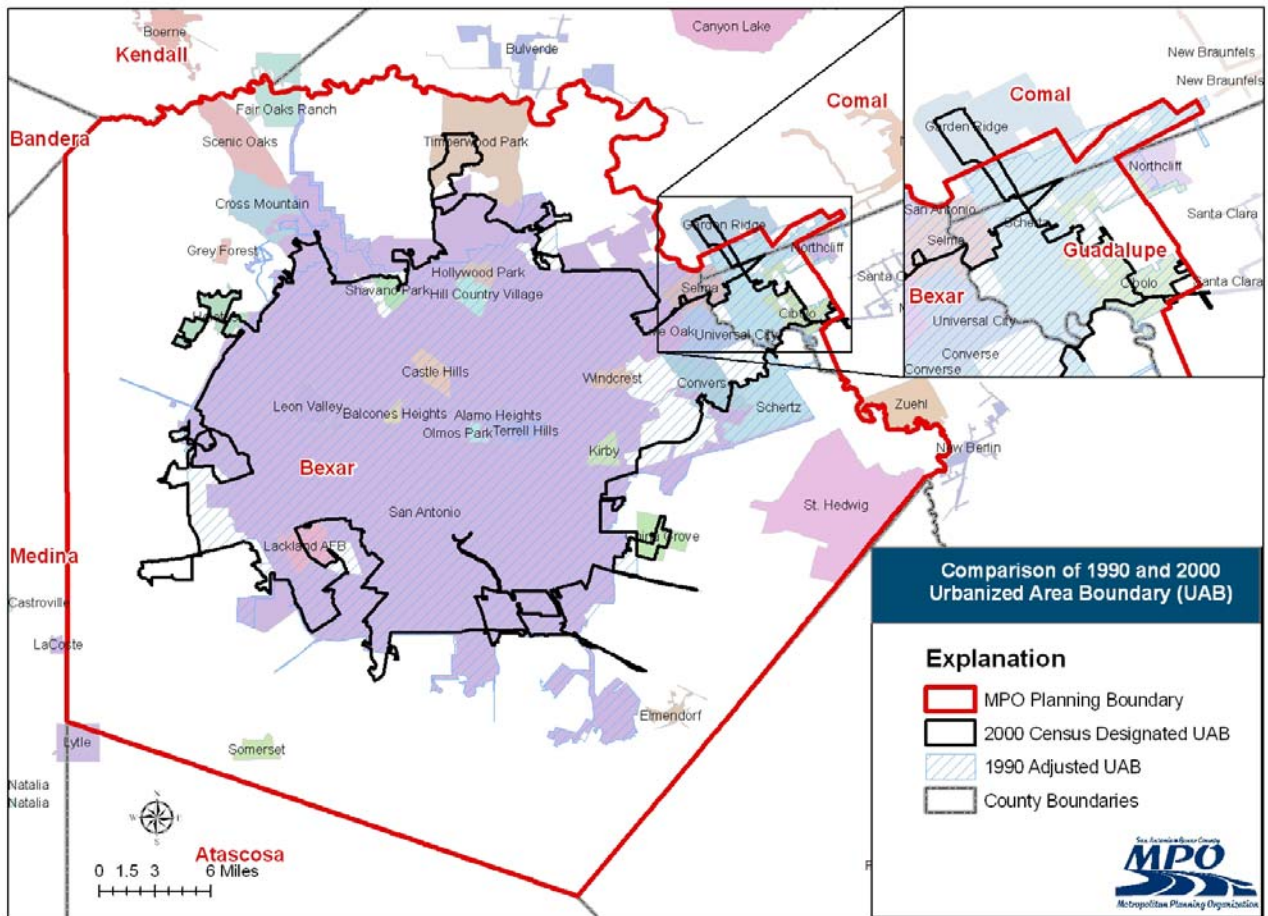 Boerne
Kendall
Canyon Lake
Bulverde
New Braunfels
New Braunfels
Comal
Comal
Fair Oaks Ranch
Bandera
Scenic Oaks
Timberwood Park
Garden Ridge
Northcliff
Cross Mountain
Santa Clara
San Antonio
Schertz
Selma
Guadalupe
Grey Forest
Garden Ridge
Northcliff
Bexar
Cibolo
Santa Clara
Hollywood Park
Shavano Park
Hill Country Village
Selma
Santa
Cibolo
Universal City
Universal City
Converse
Converse
Castle Hills
Windcrest
Schertz
Zuehl
Leon Valley
Balcones Heights
Alamo Heights
Olmos Park
Terrell Hills
Kirby
New Berlin
Bexar
San Antonio
St. Hedwig
Lackland AFB
Medina
Castroville
LaCoste
Lytle
Somerset
Elmendorf
Natalia
Natalia
Atascosa
N
W
S
0 1.5 3 6 Miles
Comparison of 1990 and 2000
Urbanized Area Boundary (UAB)
Explanation
MPO Planning Boundary
2000 Census Designated UAB
1990 Adjusted UAB
County Boundaries
San Antonio-Bexar County
MPO
Metropolitan Planning Organization